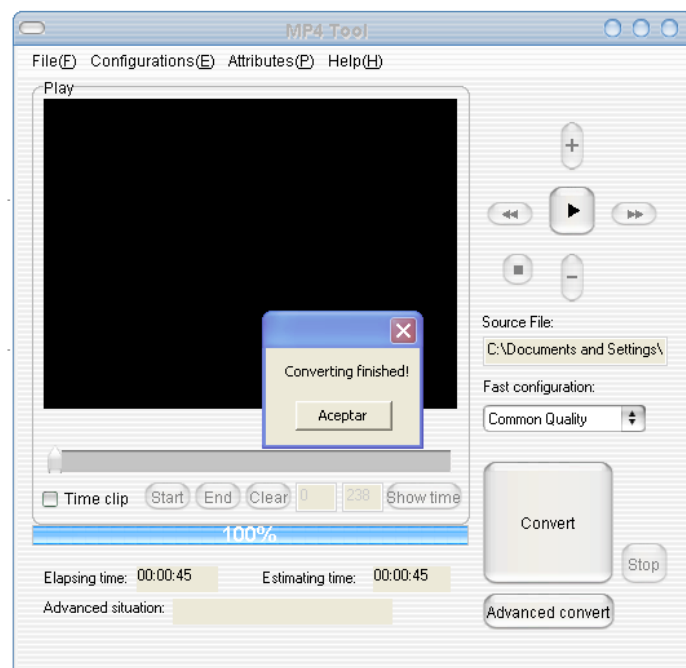 MP4 Tool
File(F) Configurations(E) Attributes(P) Help(H)
Play
+
−
Source File:
C:\Documents and Settings\
Fast configuration:
Common Quality
Converting finished!
Aceptar
Time clip Start End Clear 0 238 Show time
100%
Convert
Stop
Elapsing time: 00:00:45 Estimating time: 00:00:45
Advanced situation:
Advanced convert